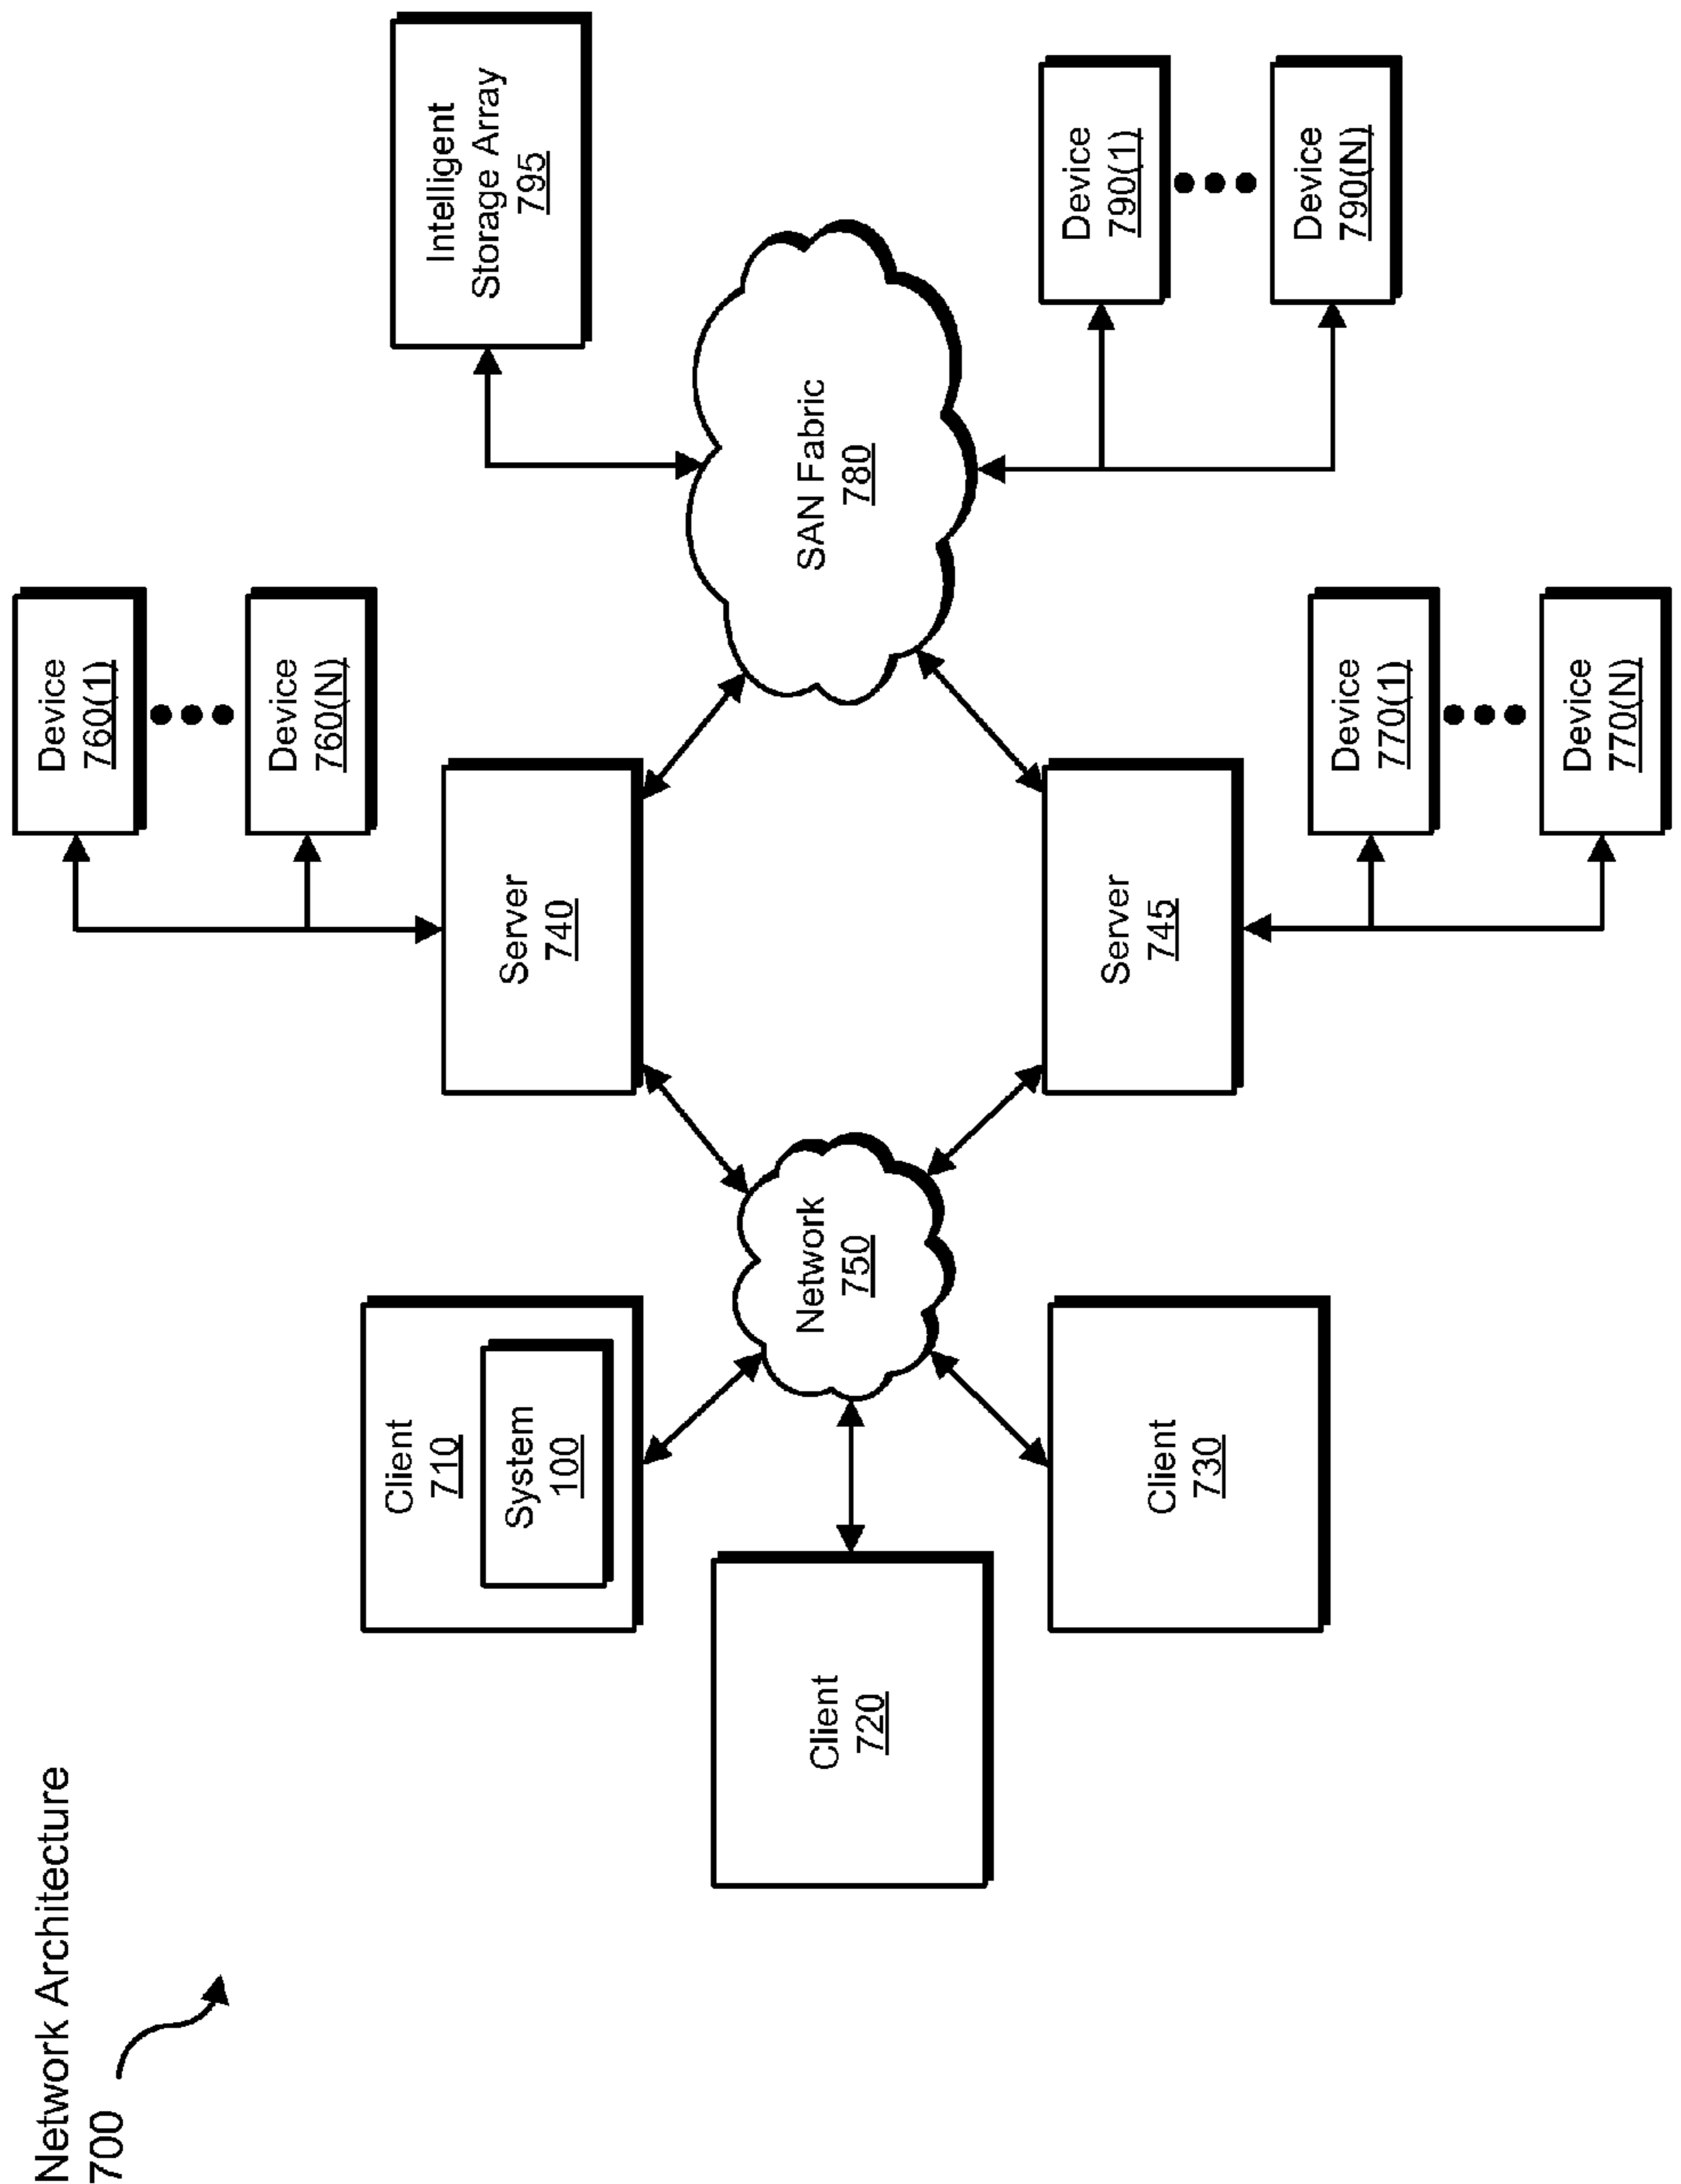 Network Architecture
700
Client
710
System
100
Client
720
Client
730
Network
750
Server
740
Server
745
Device
760(1)
Device
760(N)
Device
770(1)
Device
770(N)
SAN Fabric
780
Intelligent
Storage Array
795
Device
790(1)
Device
790(N)